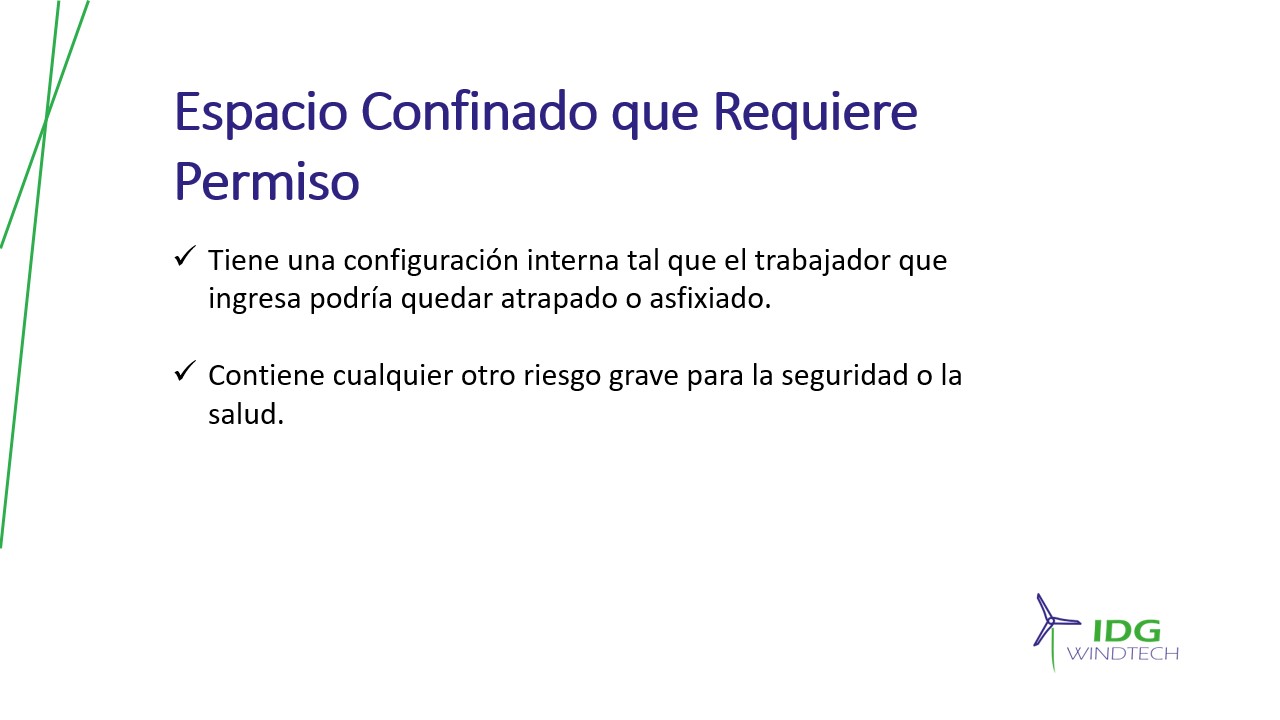 Espacio Confinado que Requiere
Permiso
✓ Tiene una configuración interna tal que el trabajador que
ingresa podría quedar atrapado o asfixiado.
✓ Contiene cualquier otro riesgo grave para la seguridad o la
salud.
IDG
WINDTECH